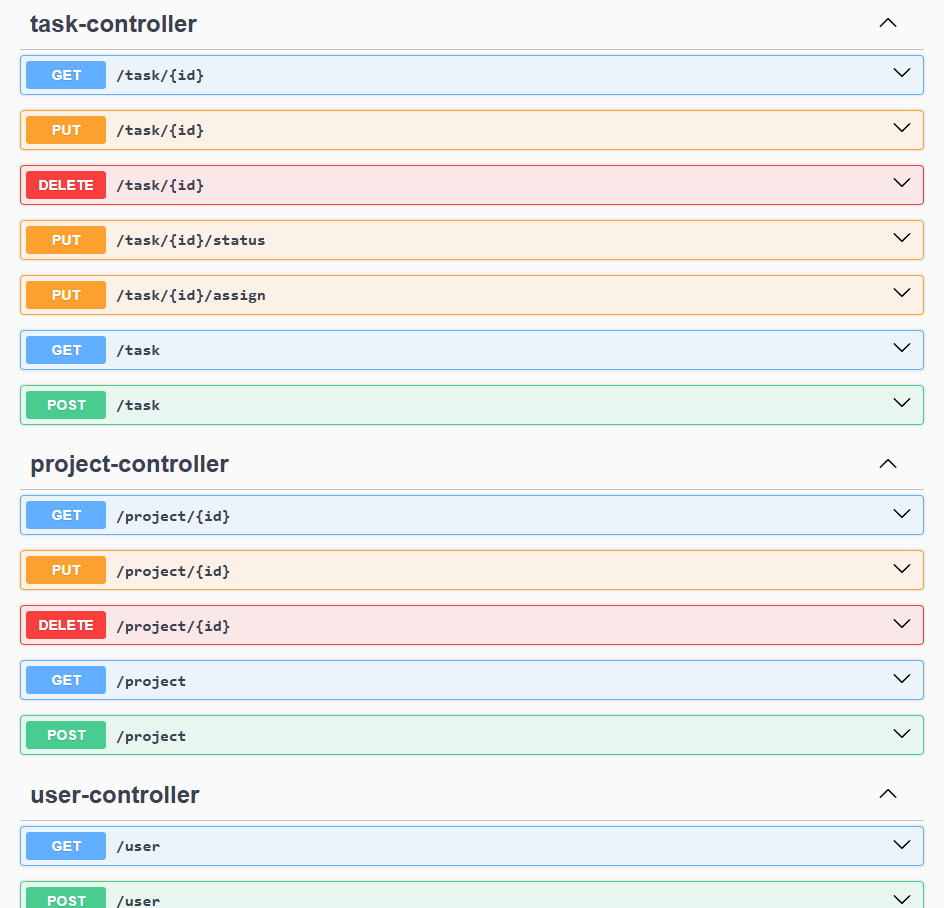 task-controller
GET /task/{id}
PUT /task/{id}
DELETE /task/{id}
PUT /task/{id}/status
PUT /task/{id}/assign
GET /task
POST /task
project-controller
GET /project/{id}
PUT /project/{id}
DELETE /project/{id}
GET /project
POST /project
user-controller
GET /user
POST /user